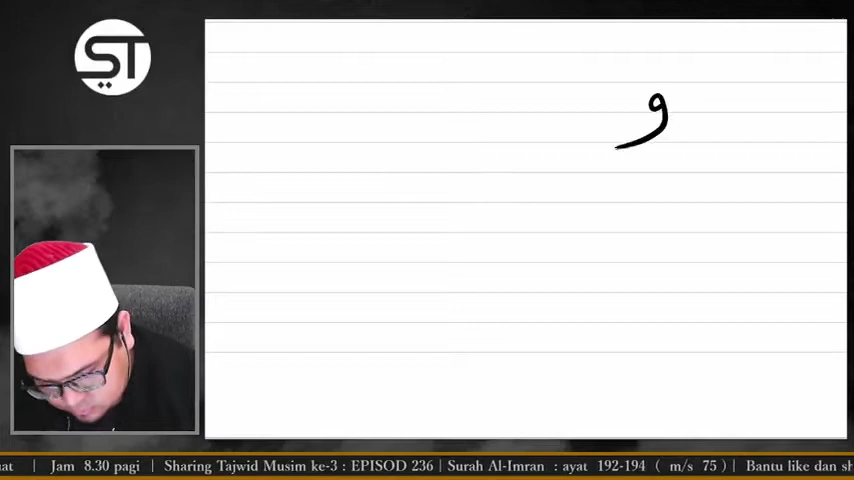 ST
و
at | Jam 8.30 pagi | Sharing Tajwid Musim ke-3 : EPISOD 236 | Surah Al-Imran : ayat 192-194 ( m/s 75 ) | Bantu like dan sh